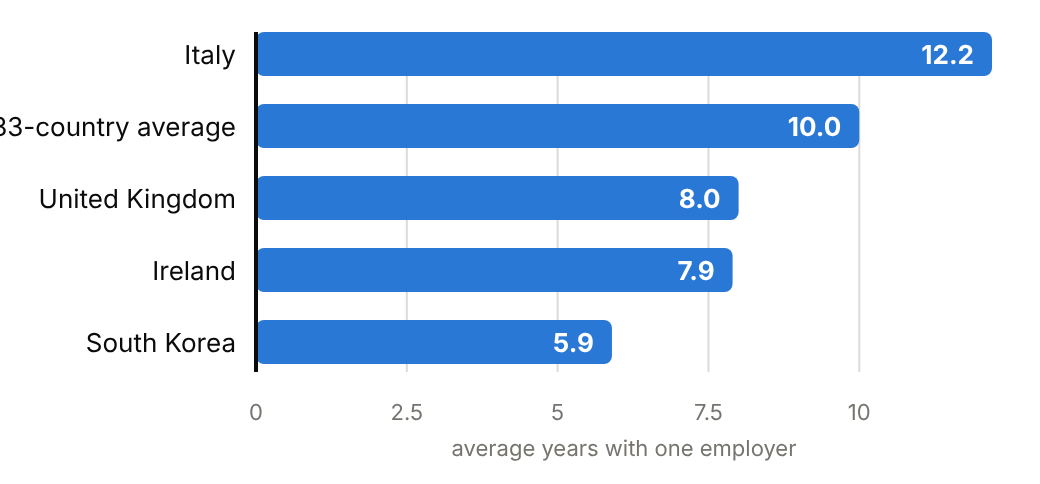 Italy 12.2
33-country average 10.0
United Kingdom 8.0
Ireland 7.9
South Korea 5.9
0 2.5 5 7.5 10
average years with one employer